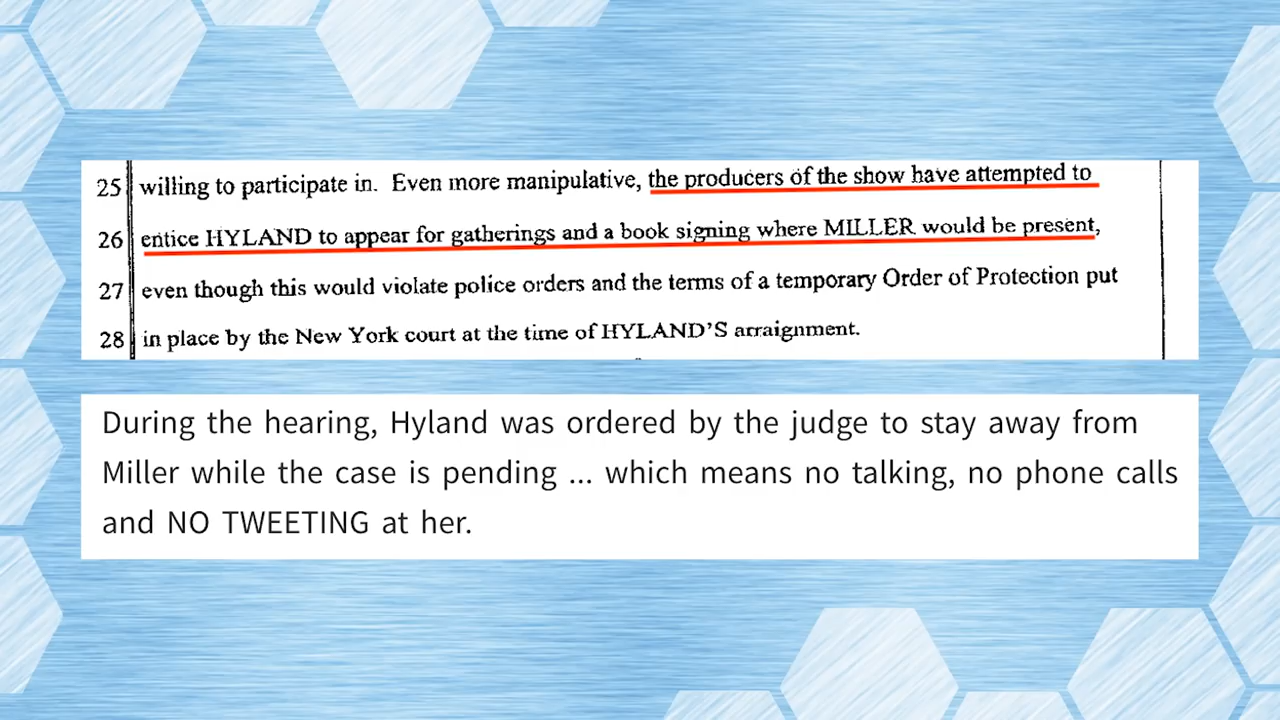 25 willing to participate in. Even more manipulative, the producers of the show have attempted to
26 entice HYLAND to appear for gatherings and a book signing where MILLER would be present,
27 even though this would violate police orders and the terms of a temporary Order of Protection put
28 in place by the New York court at the time of HYLAND'S arraignment.
During the hearing, Hyland was ordered by the judge to stay away from
Miller while the case is pending ... which means no talking, no phone calls
and NO TWEETING at her.